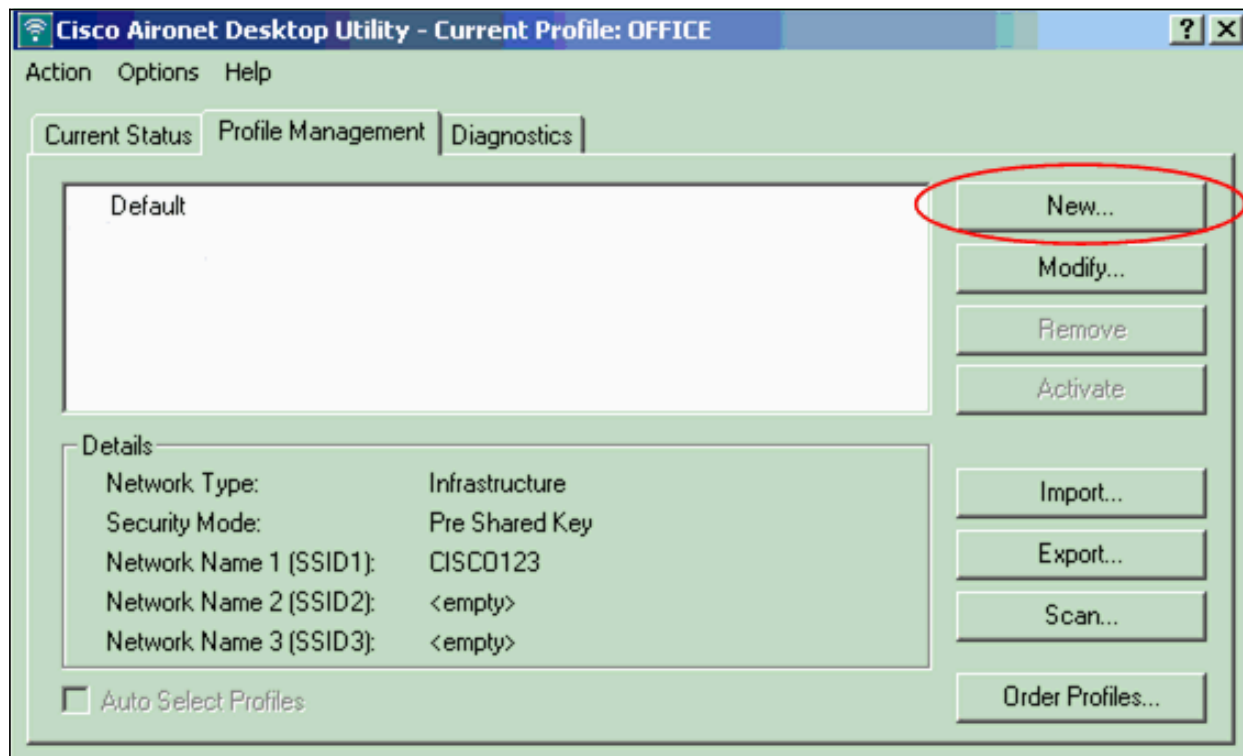 Cisco Aironet Desktop Utility - Current Profile: OFFICE
Action Options Help
Current Status Profile Management Diagnostics
Default
New...
Modify...
Remove
Activate
Details
Network Type: Infrastructure
Security Mode: Pre Shared Key
Network Name 1 (SSID1): CISCO123
Network Name 2 (SSID2): <empty>
Network Name 3 (SSID3): <empty>
Import...
Export...
Scan...
Auto Select Profiles
Order Profiles...